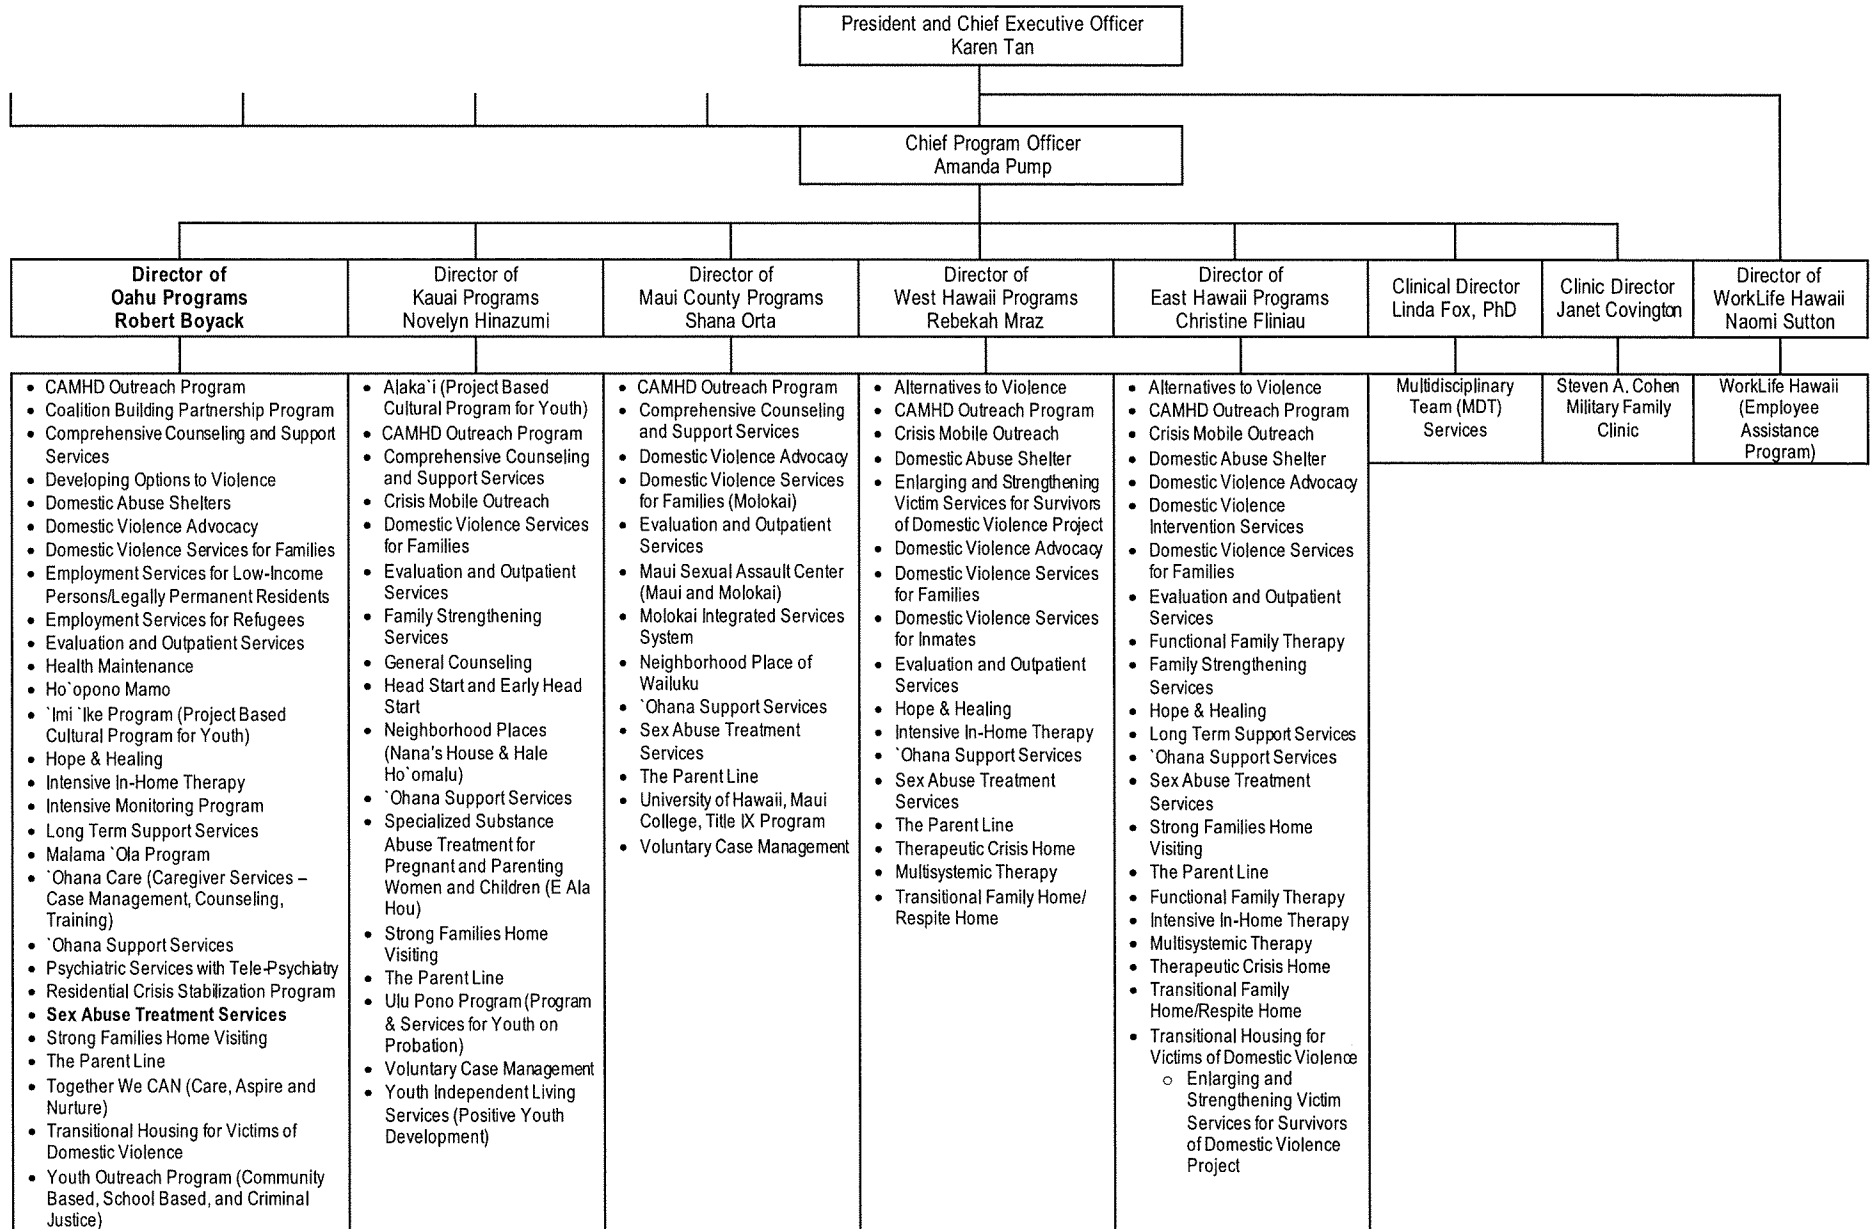 President and Chief Executive Officer
Karen Tan
Chief Program Officer
Amanda Pump
Director of
Oahu Programs
Robert Boyack
Director of
Kauai Programs
Novelyn Hinazumi
Director of
Maui County Programs
Shana Orta
Director of
West Hawaii Programs
Rebekah Mraz
Director of
East Hawaii Programs
Christine Fliniau
Clinical Director
Linda Fox, PhD
Clinic Director
Janet Covington
Director of
WorkLife Hawaii
Naomi Sutton
• CAMHD Outreach Program
• Coalition Building Partnership Program
• Comprehensive Counseling and Support
Services
• Developing Options to Violence
• Domestic Abuse Shelters
• Domestic Violence Advocacy
• Domestic Violence Services for Families
• Employment Services for Low-Income
Persons/Legally Permanent Residents
• Employment Services for Refugees
• Evaluation and Outpatient Services
• Health Maintenance
• Ho`opono Mamo
• `Imi `Ike Program (Project Based
Cultural Program for Youth)
• Hope & Healing
• Intensive In-Home Therapy
• Intensive Monitoring Program
• Long Term Support Services
• Malama `Ola Program
• `Ohana Care (Caregiver Services –
Case Management, Counseling,
Training)
• `Ohana Support Services
• Psychiatric Services with Tele-Psychiatry
• Residential Crisis Stabilization Program
• Sex Abuse Treatment Services
• Strong Families Home Visiting
• The Parent Line
• Together We CAN (Care, Aspire and
Nurture)
• Transitional Housing for Victims of
Domestic Violence
• Youth Outreach Program (Community
Based, School Based, and Criminal
Justice)
• Alaka`i (Project Based
Cultural Program for Youth)
• CAMHD Outreach Program
• Comprehensive Counseling
and Support Services
• Crisis Mobile Outreach
• Domestic Violence Services
for Families
• Evaluation and Outpatient
Services
• Family Strengthening
Services
• General Counseling
• Head Start and Early Head
Start
• Neighborhood Places
(Nana's House & Hale
Ho`omalu)
• `Ohana Support Services
• Specialized Substance
Abuse Treatment for
Pregnant and Parenting
Women and Children (E Ala
Hou)
• Strong Families Home
Visiting
• The Parent Line
• Ulu Pono Program (Program
& Services for Youth on
Probation)
• Voluntary Case Management
• Youth Independent Living
Services (Positive Youth
Development)
• CAMHD Outreach Program
• Comprehensive Counseling
and Support Services
• Domestic Violence Advocacy
• Domestic Violence Services
for Families (Molokai)
• Evaluation and Outpatient
Services
• Maui Sexual Assault Center
(Maui and Molokai)
• Molokai Integrated Services
System
• Neighborhood Place of
Wailuku
• `Ohana Support Services
• Sex Abuse Treatment
Services
• The Parent Line
• University of Hawaii, Maui
College, Title IX Program
• Voluntary Case Management
• Alternatives to Violence
• CAMHD Outreach Program
• Crisis Mobile Outreach
• Domestic Abuse Shelter
• Enlarging and Strengthening
Victim Services for Survivors
of Domestic Violence Project
• Domestic Violence Advocacy
• Domestic Violence Services
for Families
• Domestic Violence Services
for Inmates
• Evaluation and Outpatient
Services
• Hope & Healing
• Intensive In-Home Therapy
• `Ohana Support Services
• Sex Abuse Treatment
Services
• The Parent Line
• Therapeutic Crisis Home
• Multisystemic Therapy
• Transitional Family Home/
Respite Home
• Alternatives to Violence
• CAMHD Outreach Program
• Crisis Mobile Outreach
• Domestic Abuse Shelter
• Domestic Violence Advocacy
• Domestic Violence
Intervention Services
• Domestic Violence Services
for Families
• Evaluation and Outpatient
Services
• Functional Family Therapy
• Family Strengthening
Services
• Hope & Healing
• Long Term Support Services
• `Ohana Support Services
• Sex Abuse Treatment
Services
• Strong Families Home
Visiting
• The Parent Line
• Functional Family Therapy
• Intensive In-Home Therapy
• Multisystemic Therapy
• Therapeutic Crisis Home
• Transitional Family
Home/Respite Home
• Transitional Housing for
Victims of Domestic Violence
o Enlarging and
Strengthening Victim
Services for Survivors
of Domestic Violence
Project
Multidisciplinary
Team (MDT)
Services
Steven A. Cohen
Military Family
Clinic
WorkLife Hawaii
(Employee
Assistance
Program)